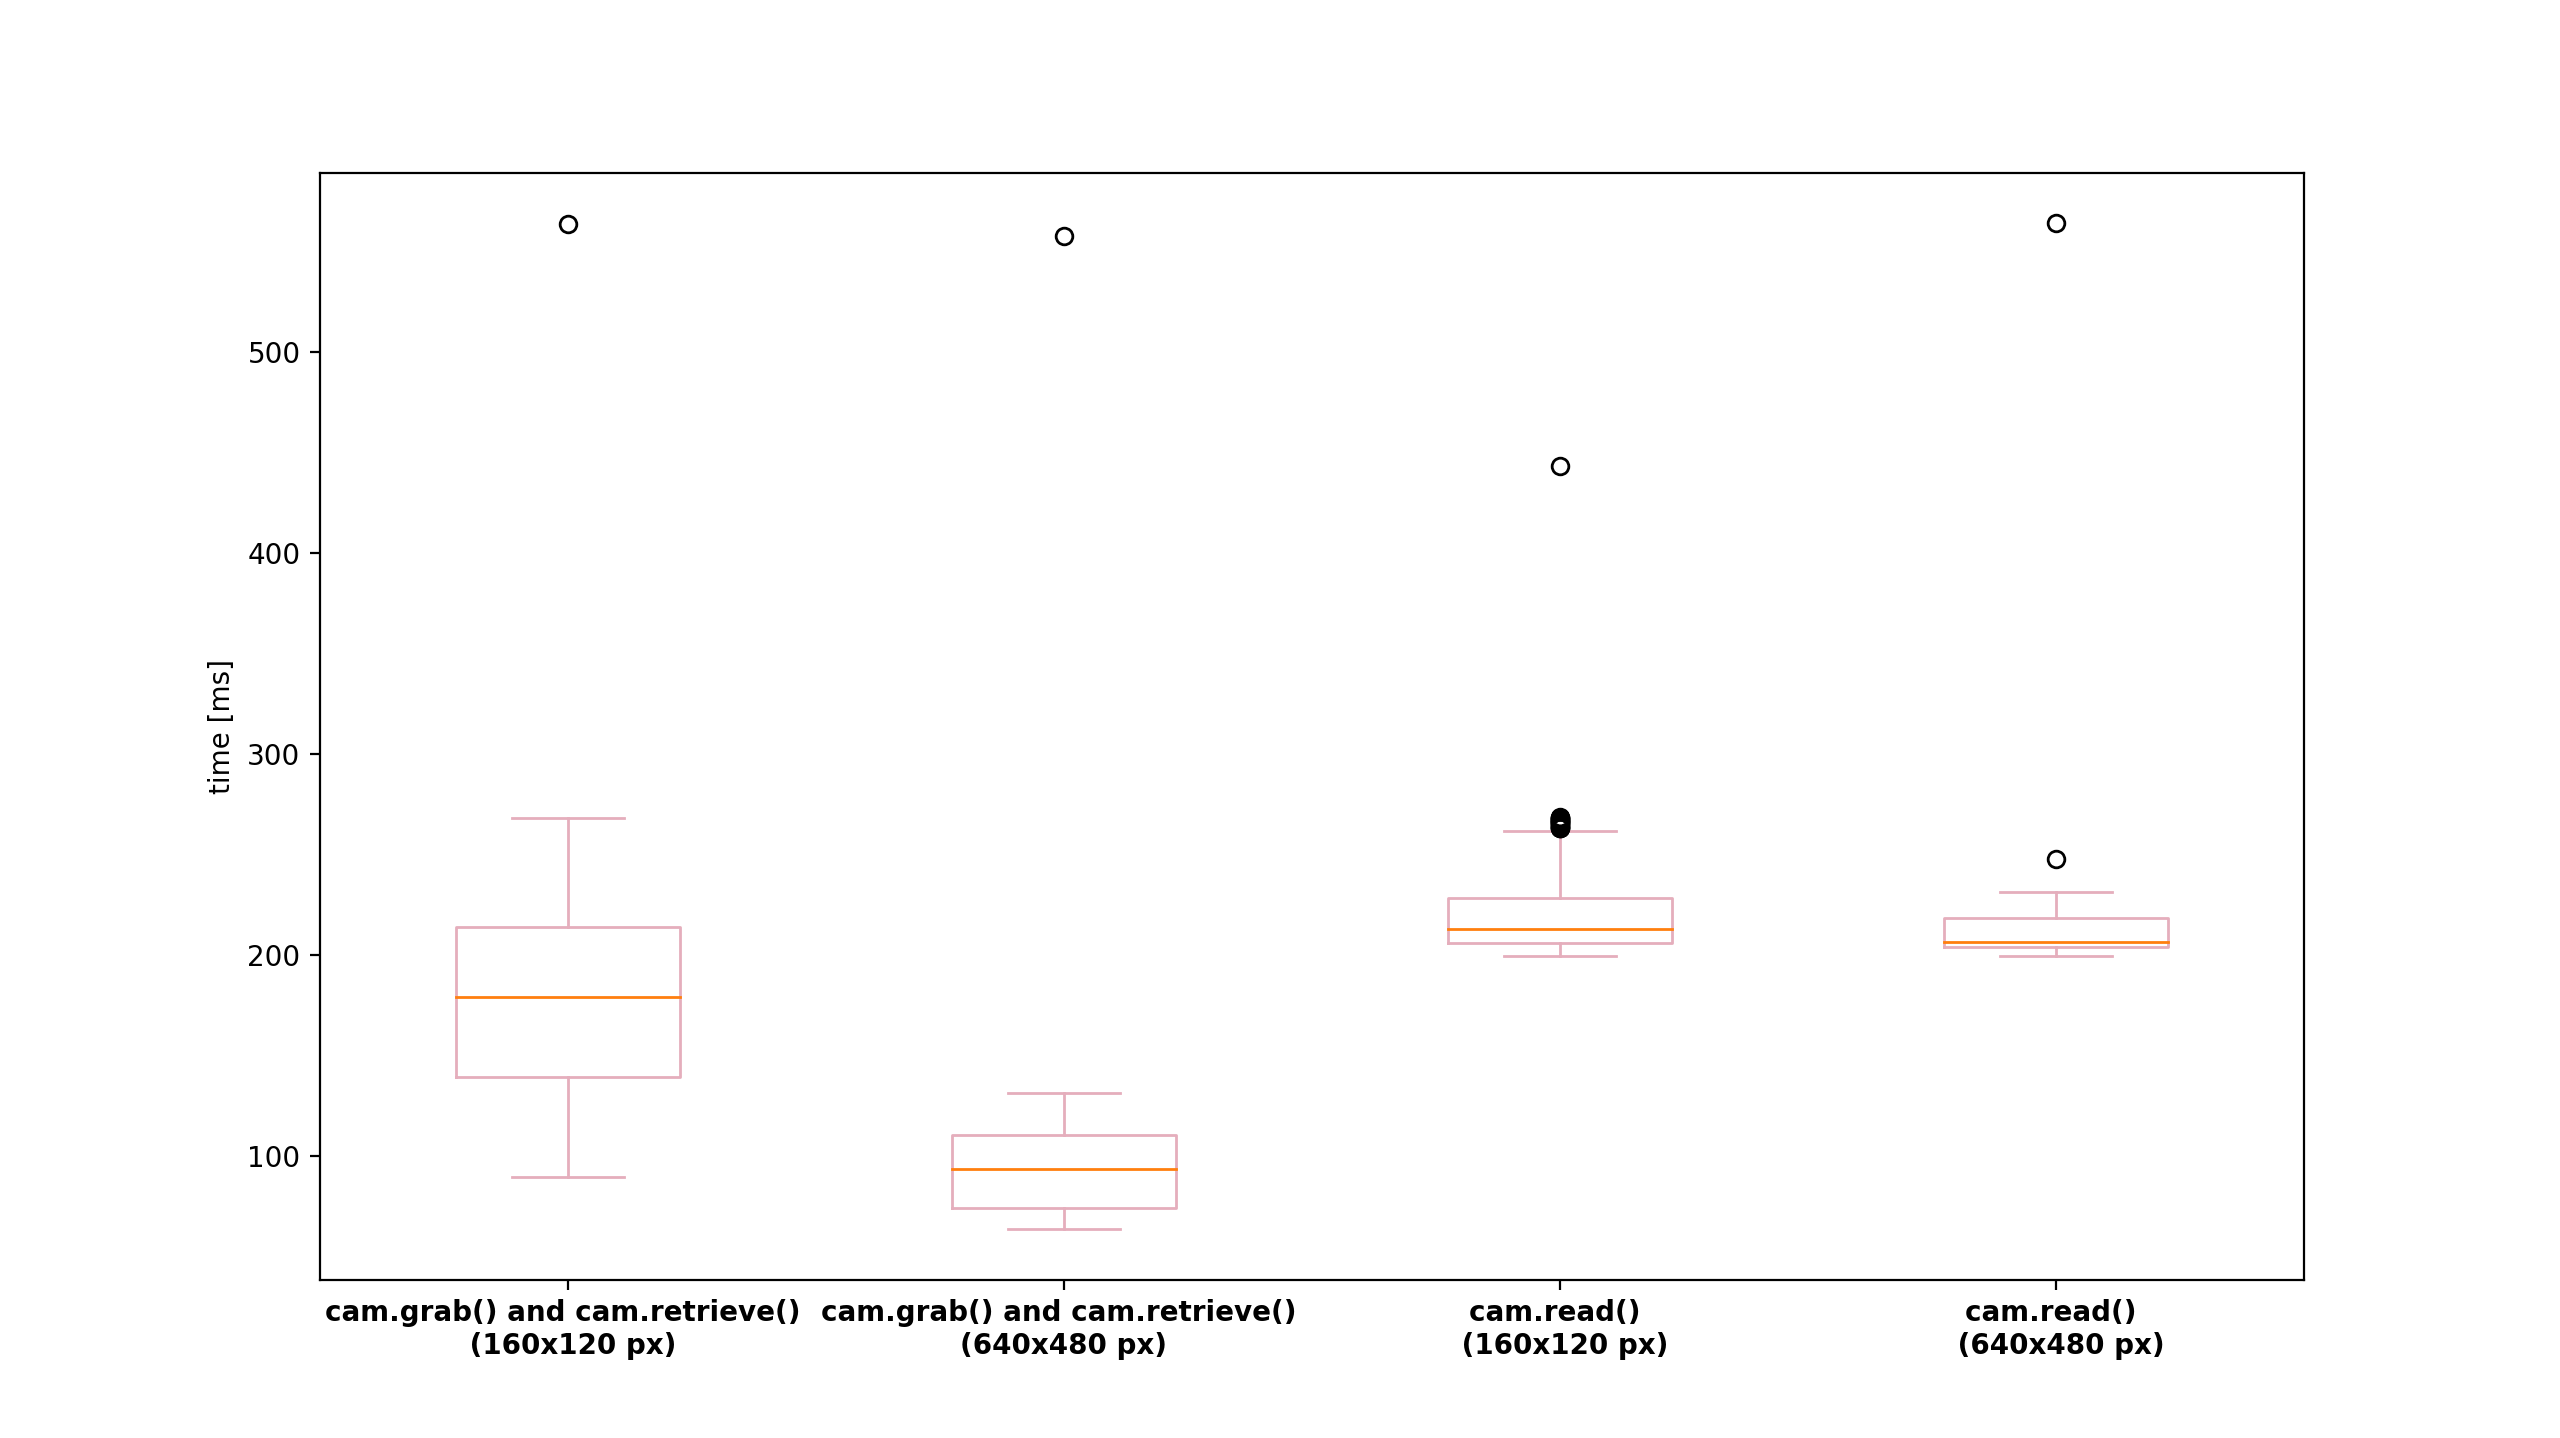 500
400
300
200
100
time [ms]
cam.grab() and cam.retrieve()
(160x120 px)
cam.grab() and cam.retrieve()
(640x480 px)
cam.read()
(160x120 px)
cam.read()
(640x480 px)